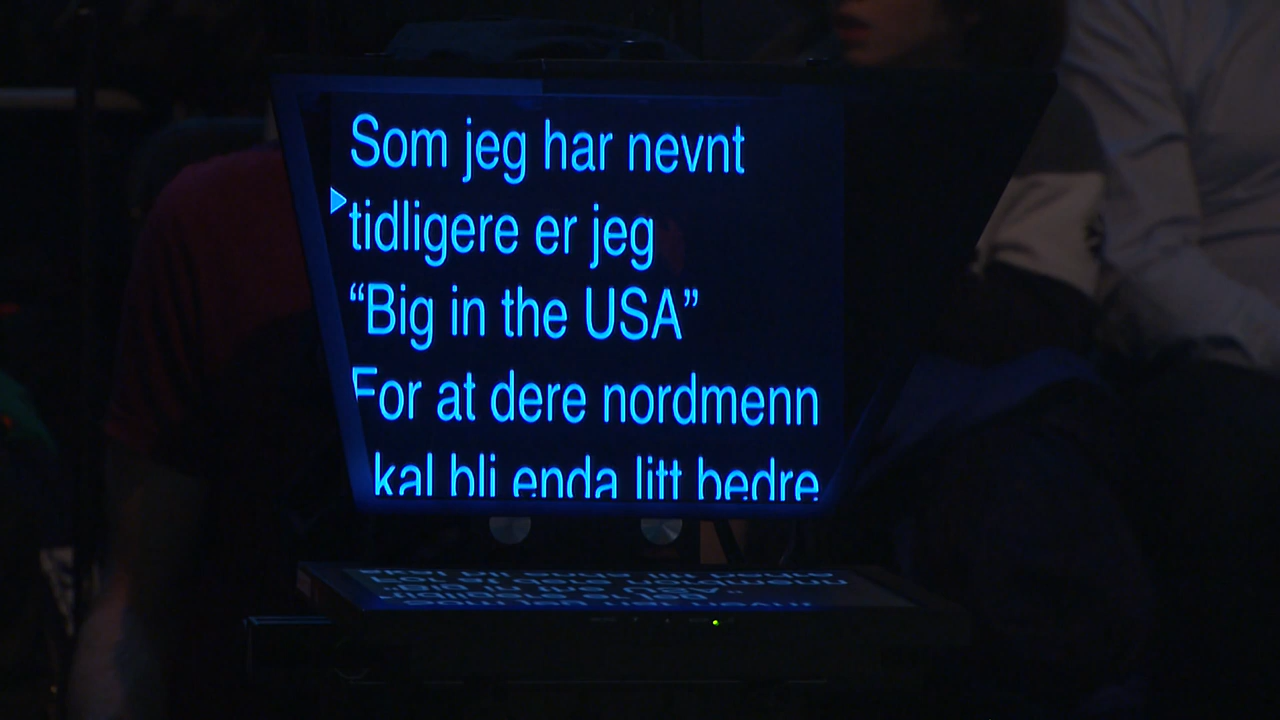 Som jeg har nevnt
tidligere er jeg
“Big in the USA”
For at dere nordmenn
skal bli enda litt bedre